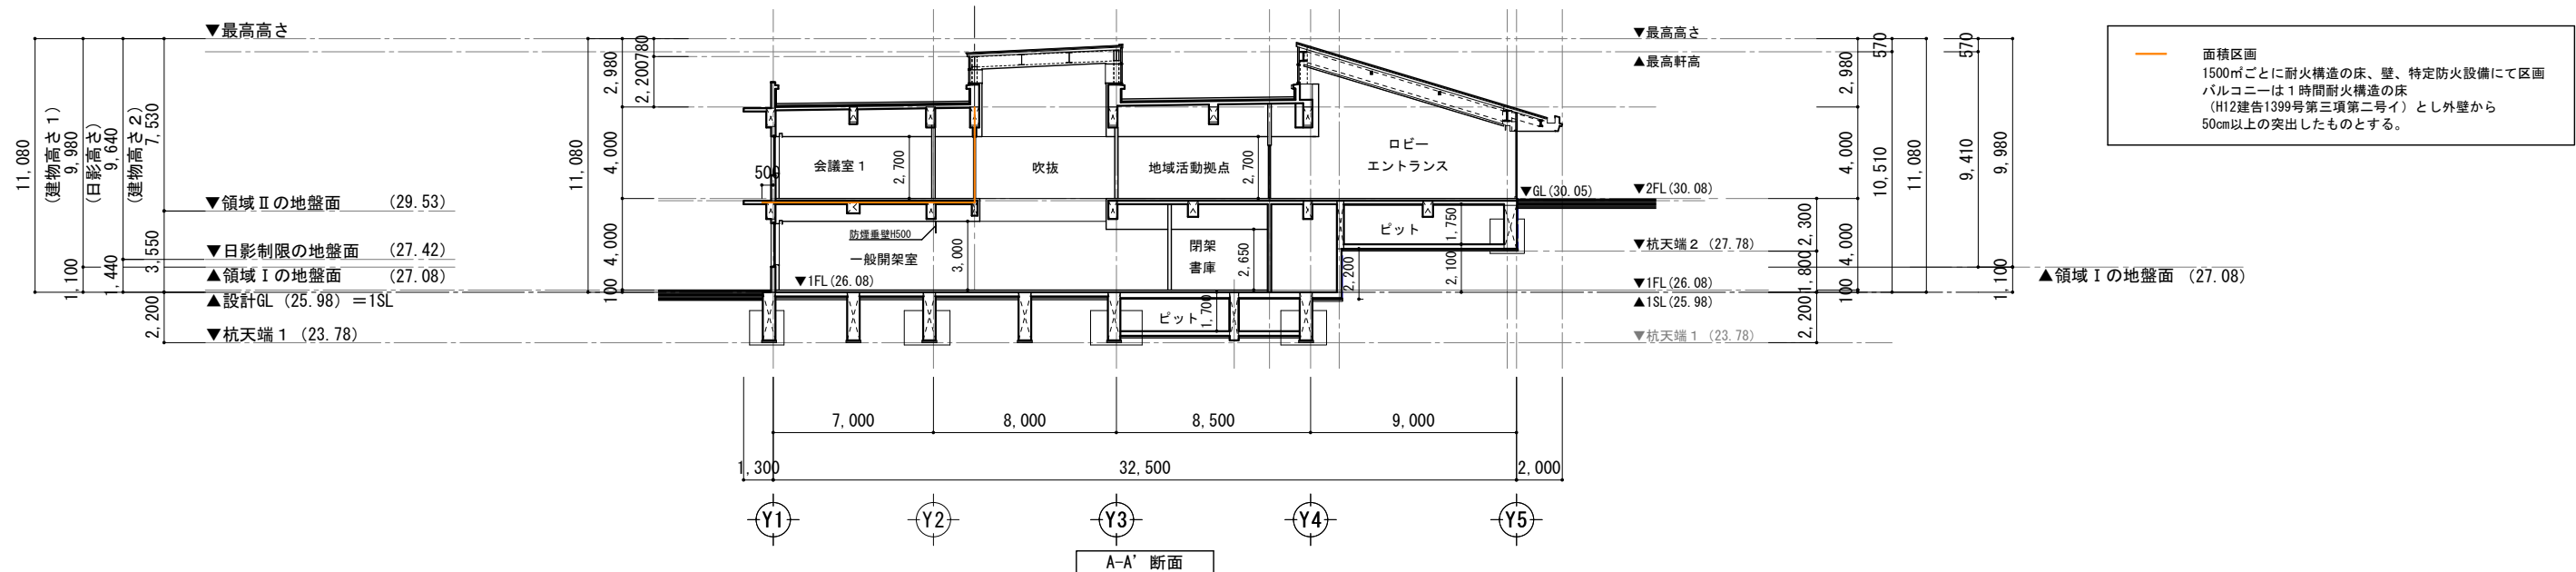 ▼最高高さ
11,080
(建物高さ1)
9,980
(日影高さ)
9,640
(建物高さ2)
7,530
▼領域Ⅱの地盤面 (29.53)
▼日影制限の地盤面 (27.42)
▲領域Ⅰの地盤面 (27.08)
▲設計GL (25.98) =1SL
▼杭天端1 (23.78)
1,100
1,440
3,550
2,200
11,080
2,980
4,000
4,000
100
780
2,200
500
会議室1
2,700
吹抜
地域活動拠点
2,700
ロビー
エントランス
防煙垂壁H500
一般開架室
3,000
▼1FL(26.08)
閉架
書庫
2,650
ピット
1,700
ピット
1,750
2,200
2,100
▼GL(30.05)
▼最高高さ
▲最高軒高
▼2FL(30.08)
▼杭天端2 (27.78)
▼1FL(26.08)
▲1SL(25.98)
▼杭天端1 (23.78)
2,300
1,800
2,200
2,980
4,000
4,000
100
570
10,510
11,080
570
9,410
9,980
1,100
▲領域Ⅰの地盤面 (27.08)
面積区画
1500㎡ごとに耐火構造の床、壁、特定防火設備にて区画
バルコニーは1時間耐火構造の床
(H12建告1399号第三項第二号イ)とし外壁から
50cm以上の突出したものとする。
7,000
8,000
8,500
9,000
1,300
32,500
2,000
Y1
Y2
Y3
Y4
Y5
A-A' 断面